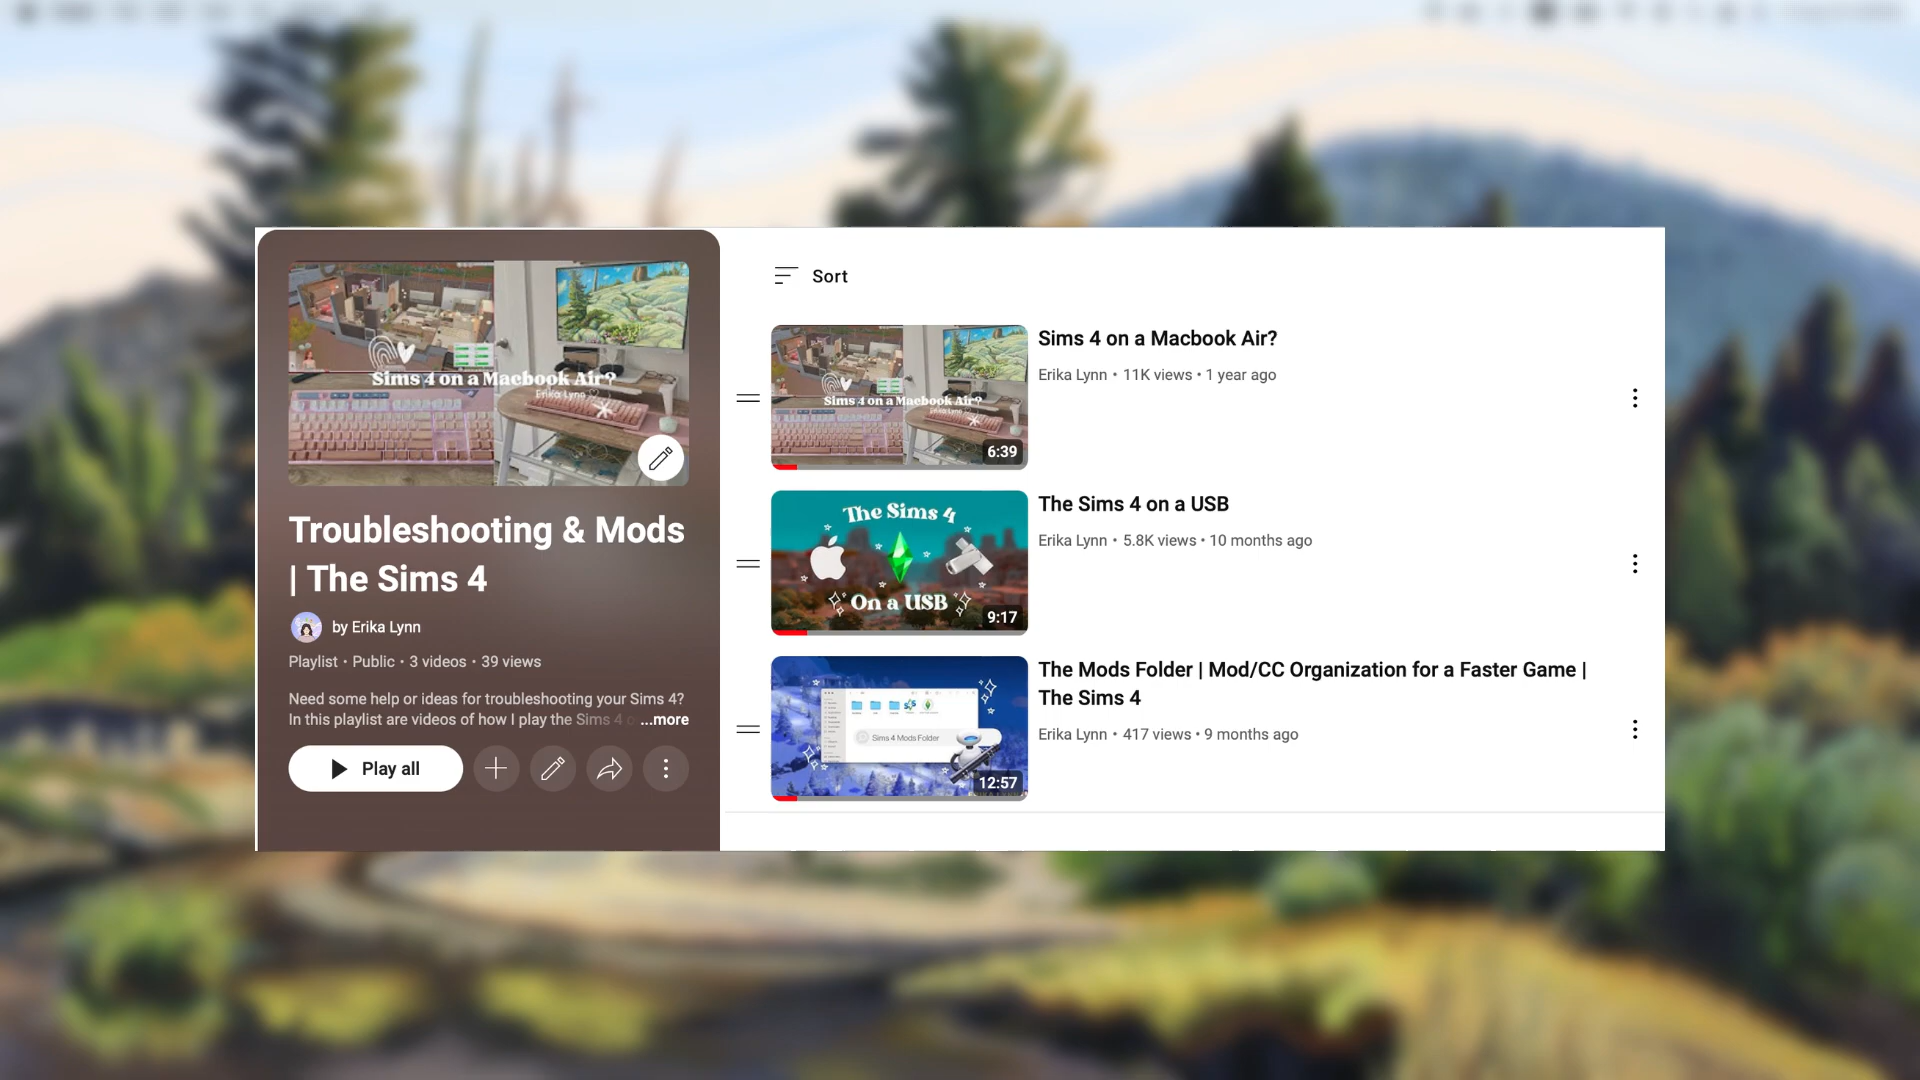 Sims 4 on a Macbook Air?
Erika Lynn
Troubleshooting & Mods
| The Sims 4
by Erika Lynn
Playlist • Public • 3 videos • 39 views
Need some help or ideas for troubleshooting your Sims 4?
In this playlist are videos of how I play the Sims 4 ...more
Play all
Sort
Sims 4 on a Macbook Air?
Erika Lynn
6:39
Sims 4 on a Macbook Air?
Erika Lynn • 11K views • 1 year ago
The Sims 4
On a USB
9:17
The Sims 4 on a USB
Erika Lynn • 5.8K views • 10 months ago
Sims 4 Mods Folder
12:57
The Mods Folder | Mod/CC Organization for a Faster Game |
The Sims 4
Erika Lynn • 417 views • 9 months ago